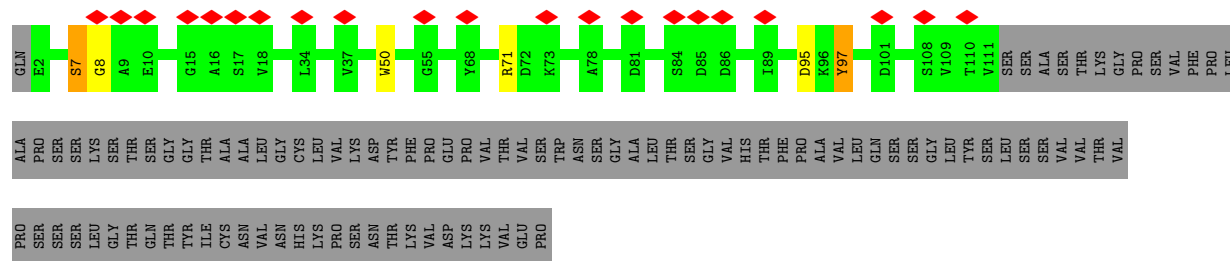 GLN E2 S7 G8 A9 E10 G15 A16 S17 V18 L34 V37 W50 G55 Y68 R71 D72 K73 A78 D81 S84 D85 D86 I89 D95 K96 Y97 D101 S108 V109 T110 V111 SER SER ALA SER THR LYS GLY PRO SER VAL PHE PRO LEU
ALA PRO SER SER LYS SER THR SER GLY GLY THR ALA ALA LEU GLY CYS LEU VAL LYS ASP TYR PHE PRO GLU PRO VAL THR VAL SER TRP ASN SER GLY ALA LEU THR SER GLY VAL HIS THR PHE PRO ALA VAL LEU GLN SER SER GLY LEU TYR SER LEU SER SER VAL VAL THR VAL
PRO SER SER SER LEU GLY THR GLN THR TYR ILE CYS ASN VAL ASN HIS LYS PRO SER ASN THR LYS VAL ASP LYS LYS VAL GLU PRO